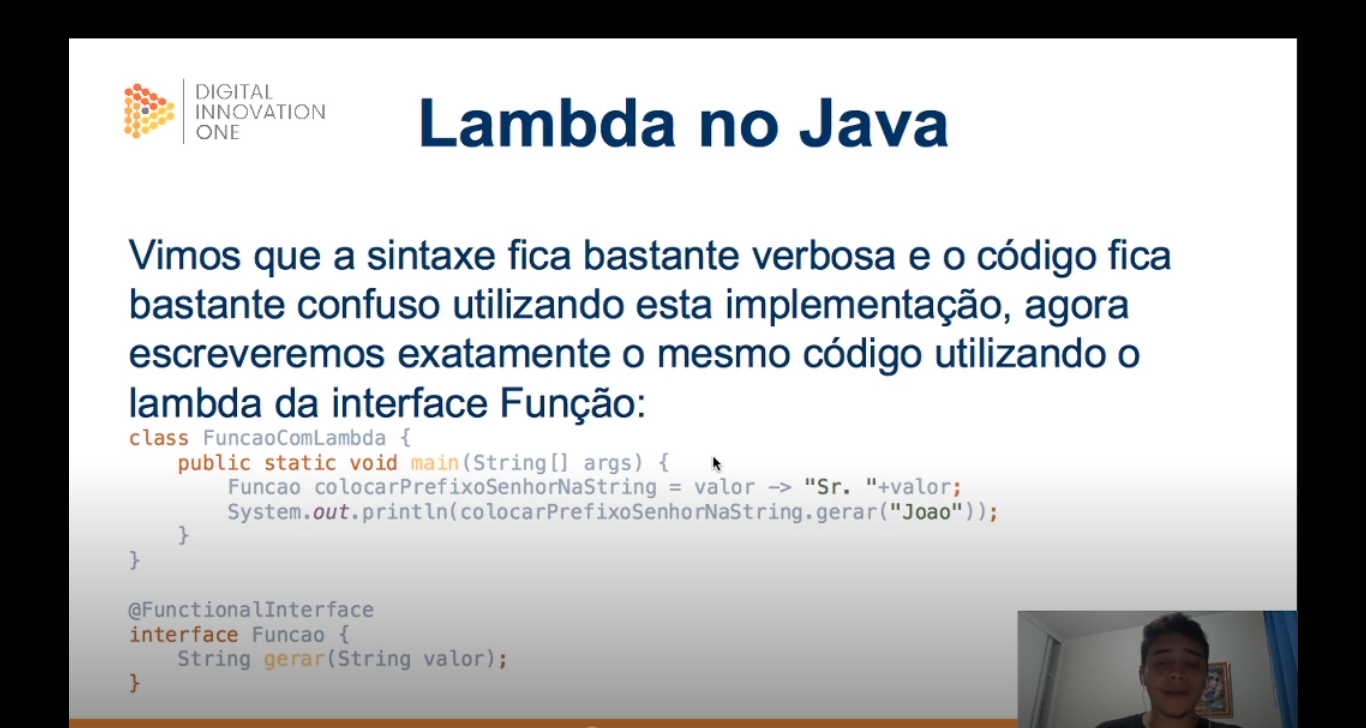 DIGITAL
INNOVATION
ONE
Lambda no Java
Vimos que a sintaxe fica bastante verbosa e o código fica
bastante confuso utilizando esta implementação, agora
escreveremos exatamente o mesmo código utilizando o
lambda da interface Função:
class FuncaoComLambda {
    public static void main(String[] args) {
        Funcao colocarPrefixoSenhorNaString = valor -> "Sr. "+valor;
        System.out.println(colocarPrefixoSenhorNaString.gerar("Joao"));
    }
}
@FunctionalInterface
interface Funcao {
    String gerar(String valor);
}